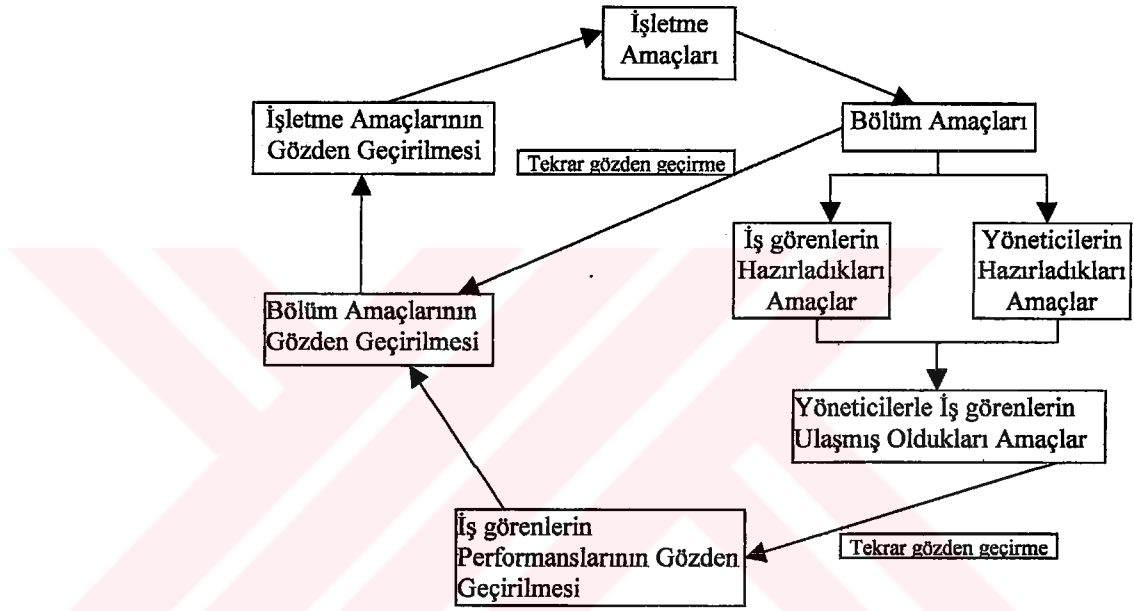 İşletme
Amaçları
İşletme Amaçlarının
Gözden Geçirilmesi
Bölüm Amaçları
Tekrar gözden geçirme
İş görenlerin
Hazırladıkları
Amaçlar
Yöneticilerin
Hazırladıkları
Amaçlar
Bölüm Amaçlarının
Gözden Geçirilmesi
Yöneticilerle İş görenlerin
Ulaşmış Oldukları Amaçlar
İş görenlerin
Performanslarının Gözden
Geçirilmesi
Tekrar gözden geçirme